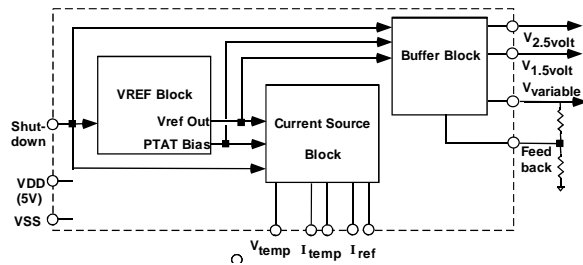 V2.5volt
Buffer Block
V1.5volt
VREF Block
Vvariable
Vref Out
Current Source
Block
Shut-
down
PTAT Bias
Feed
back
VDD
(5V)
VSS
Vtemp
Itemp
Iref